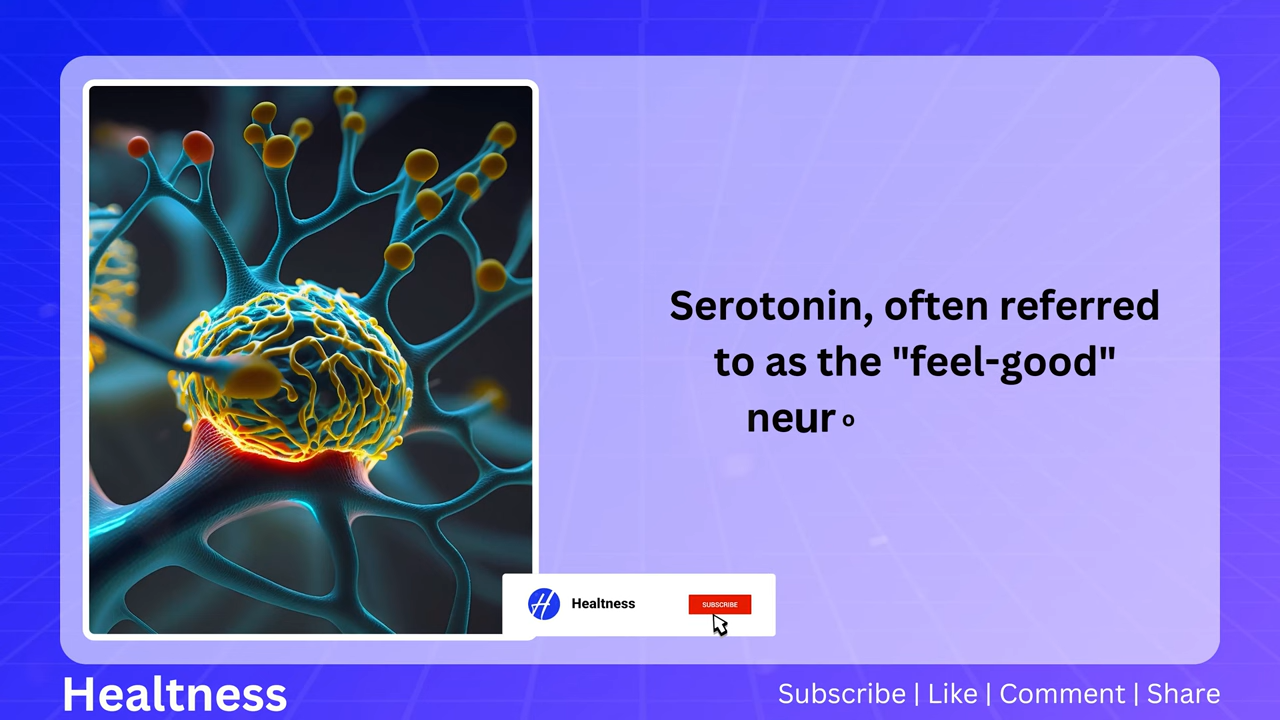 Serotonin, often referred
to as the "feel-good"
neuro
Healtness
SUBSCRIBE
Healtness
Subscribe | Like | Comment | Share